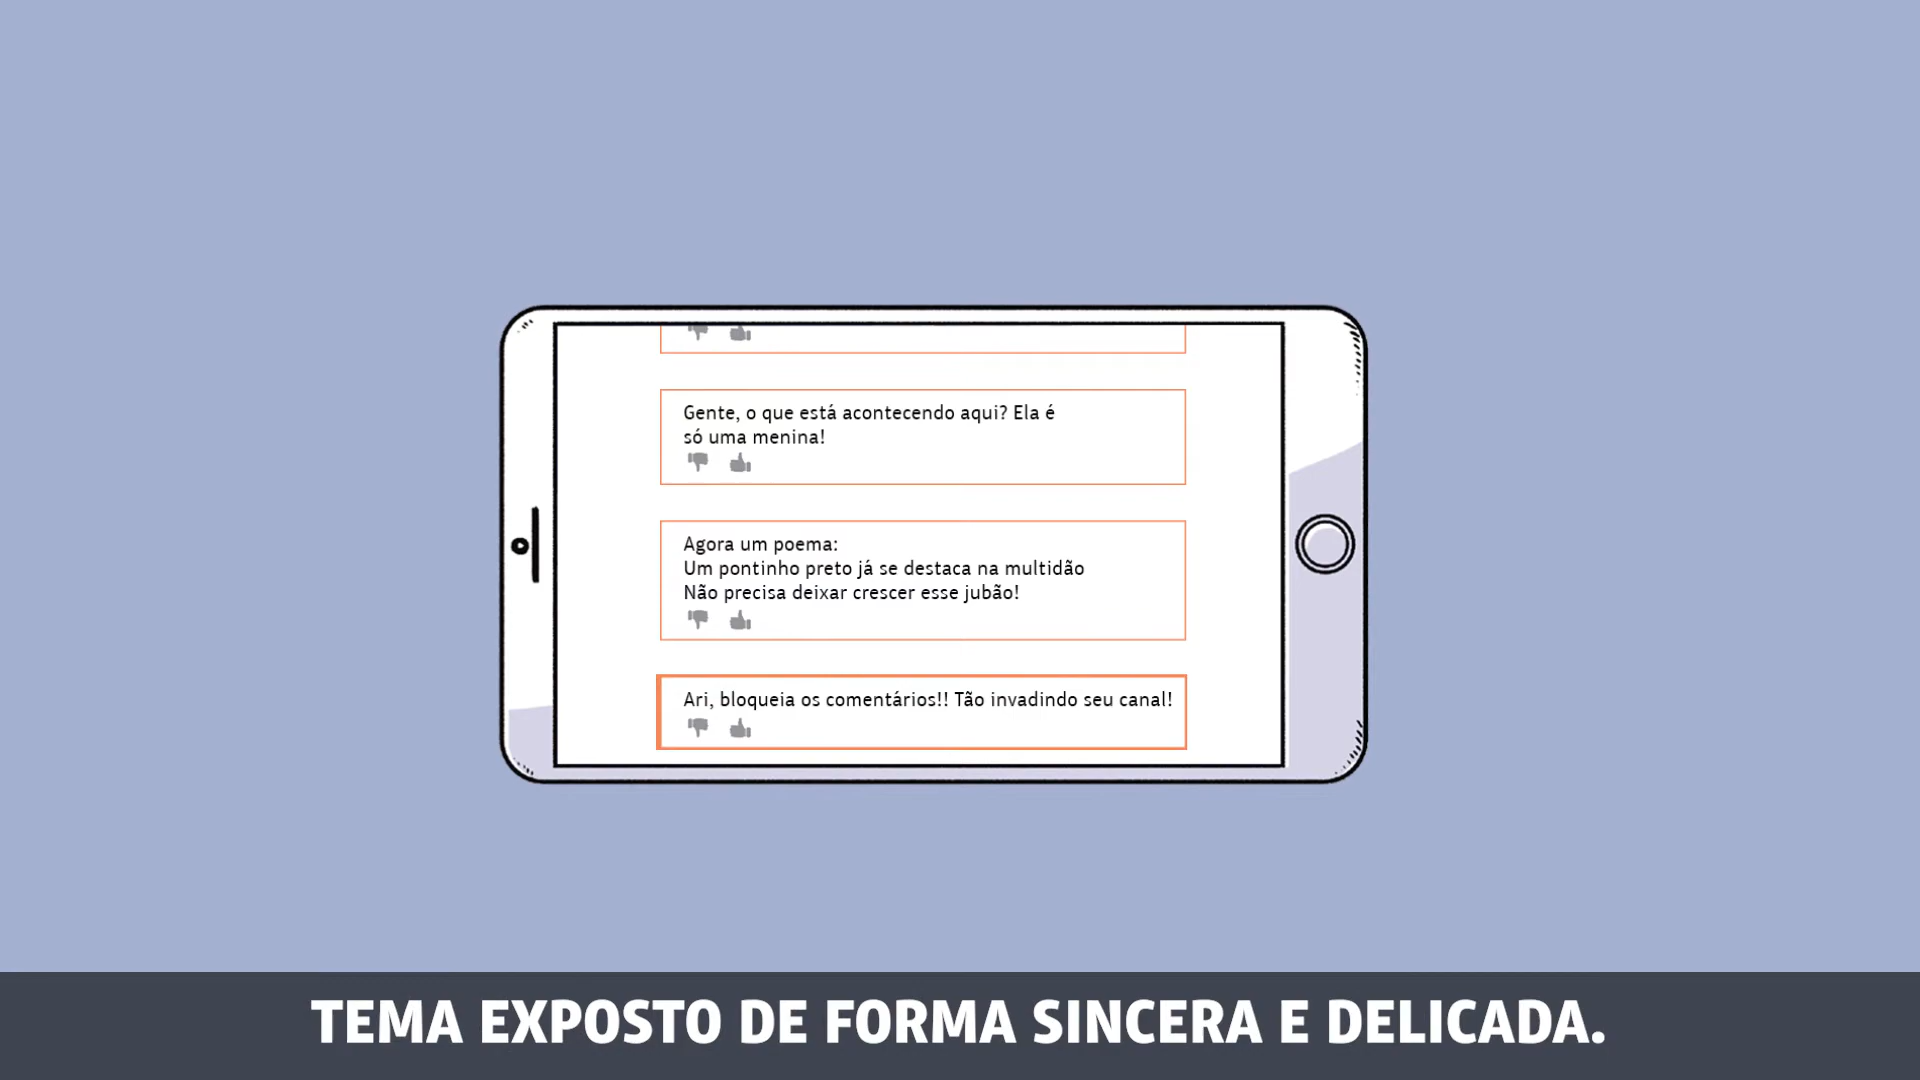 Gente, o que está acontecendo aqui? Ela é
só uma menina!
Agora um poema:
Um pontinho preto já se destaca na multidão
Não precisa deixar crescer esse jubão!
Ari, bloqueia os comentários!! Tão invadindo seu canal!
TEMA EXPOSTO DE FORMA SINCERA E DELICADA.